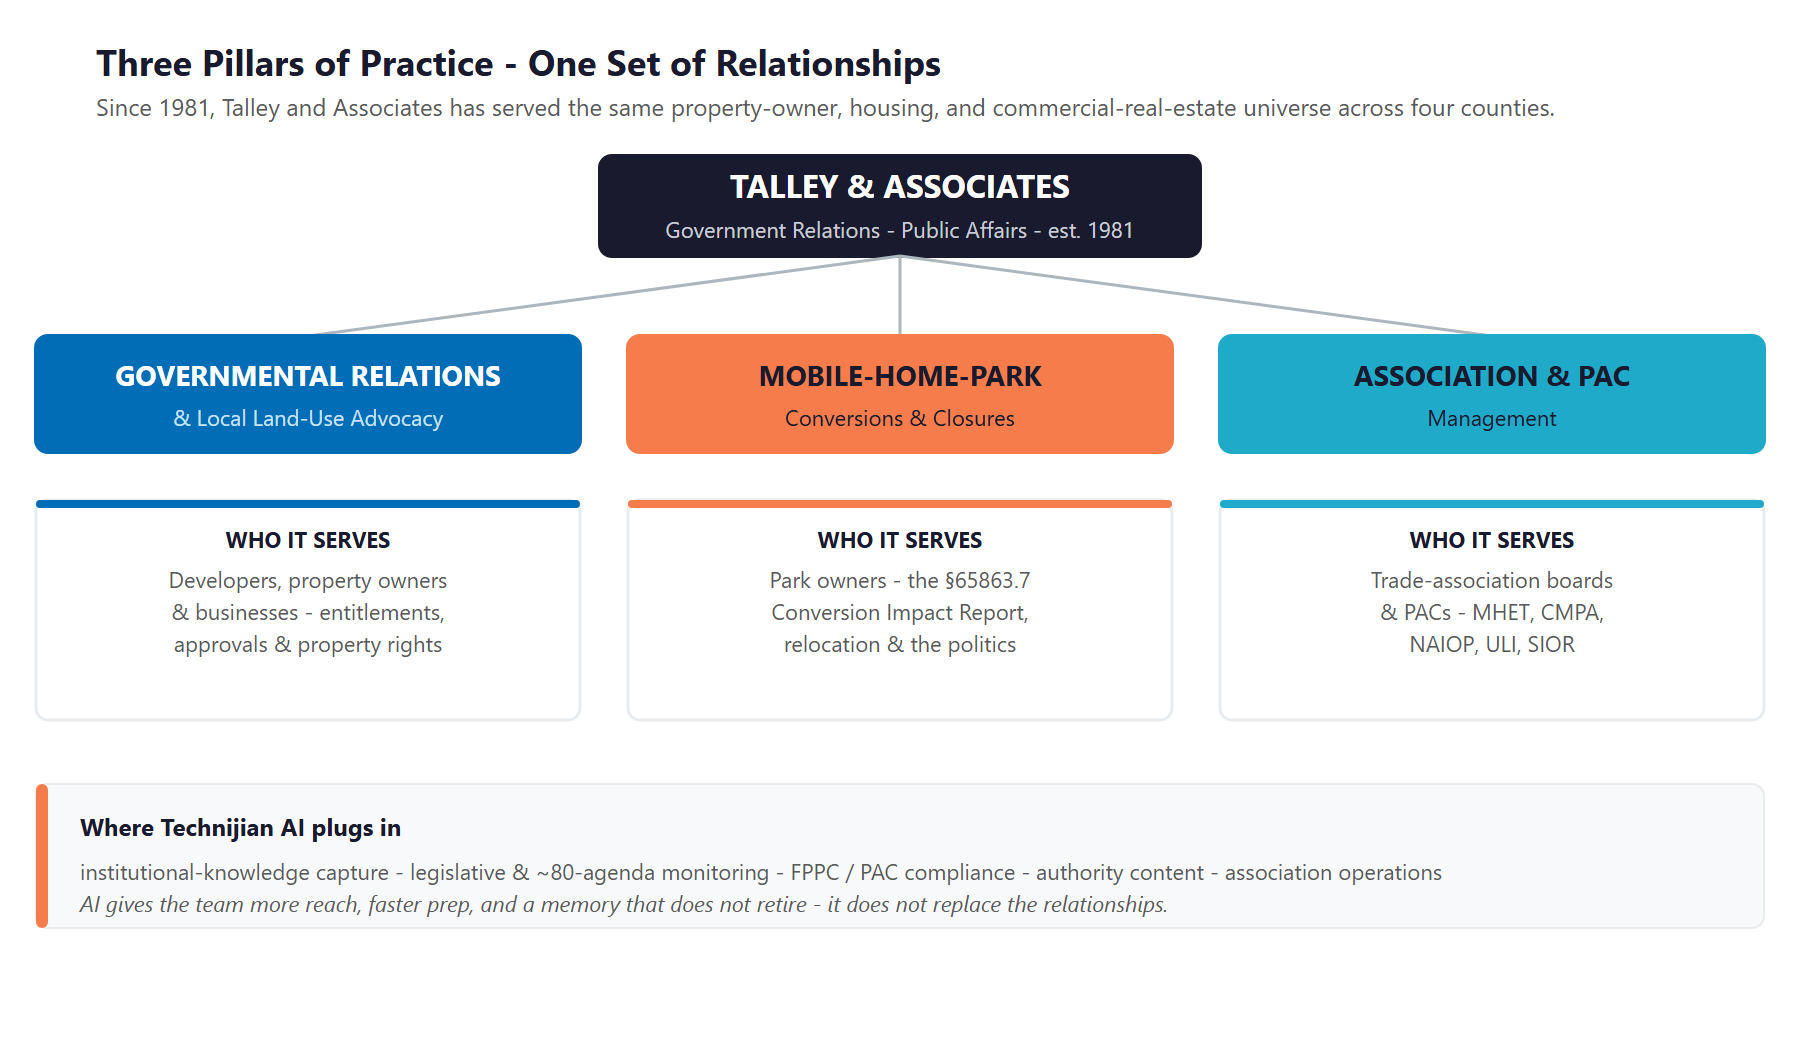 Three Pillars of Practice - One Set of Relationships
Since 1981, Talley and Associates has served the same property-owner, housing, and commercial-real-estate universe across four counties.
TALLEY & ASSOCIATES
Government Relations - Public Affairs - est. 1981
GOVERNMENTAL RELATIONS
& Local Land-Use Advocacy
MOBILE-HOME-PARK
Conversions & Closures
ASSOCIATION & PAC
Management
WHO IT SERVES
Developers, property owners
& businesses - entitlements,
approvals & property rights
WHO IT SERVES
Park owners - the §65863.7
Conversion Impact Report,
relocation & the politics
WHO IT SERVES
Trade-association boards
& PACs - MHET, CMPA,
NAIOP, ULI, SIOR
Where Technijian AI plugs in
institutional-knowledge capture - legislative & ~80-agenda monitoring - FPPC / PAC compliance - authority content - association operations
AI gives the team more reach, faster prep, and a memory that does not retire - it does not replace the relationships.